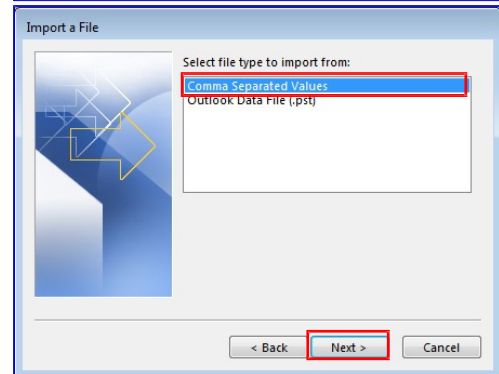 Import a File
Select file type to import from:
Comma Separated Values
Outlook Data File (.pst)
< Back
Next >
Cancel